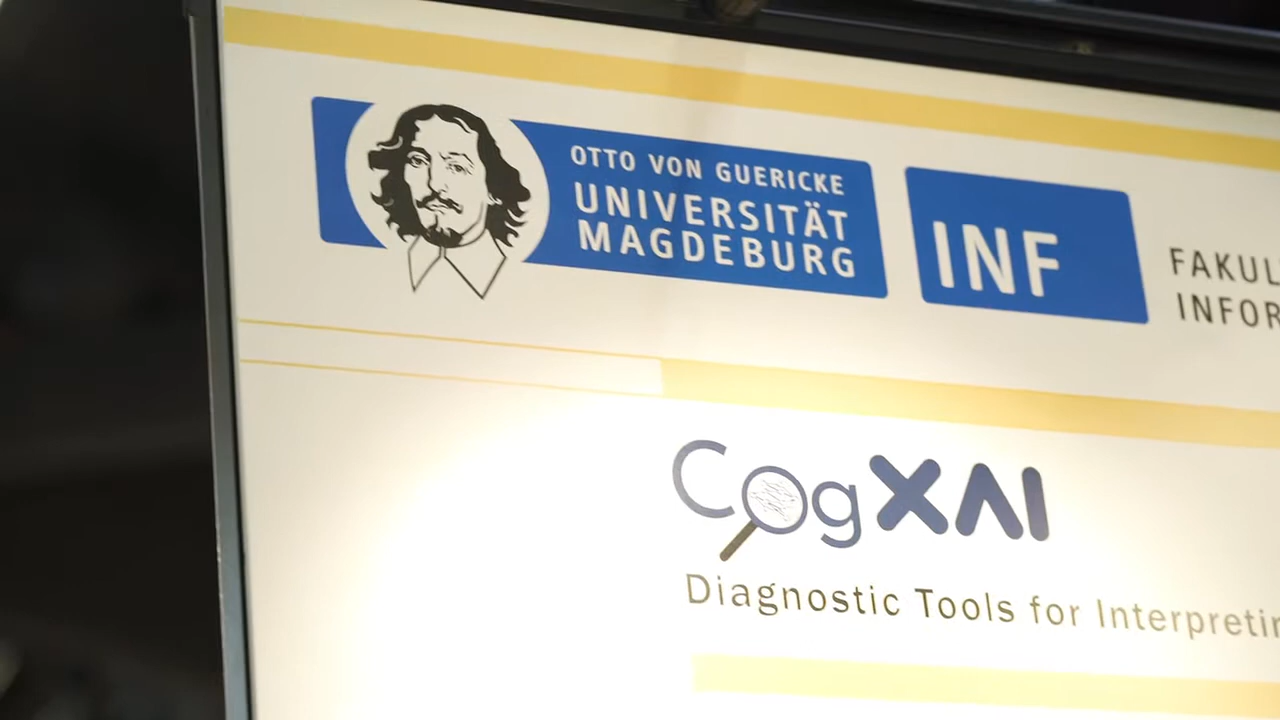 OTTO VON GUERICKE
UNIVERSITÄT
MAGDEBURG
INF
CogXAI
Diagnostic Tools for